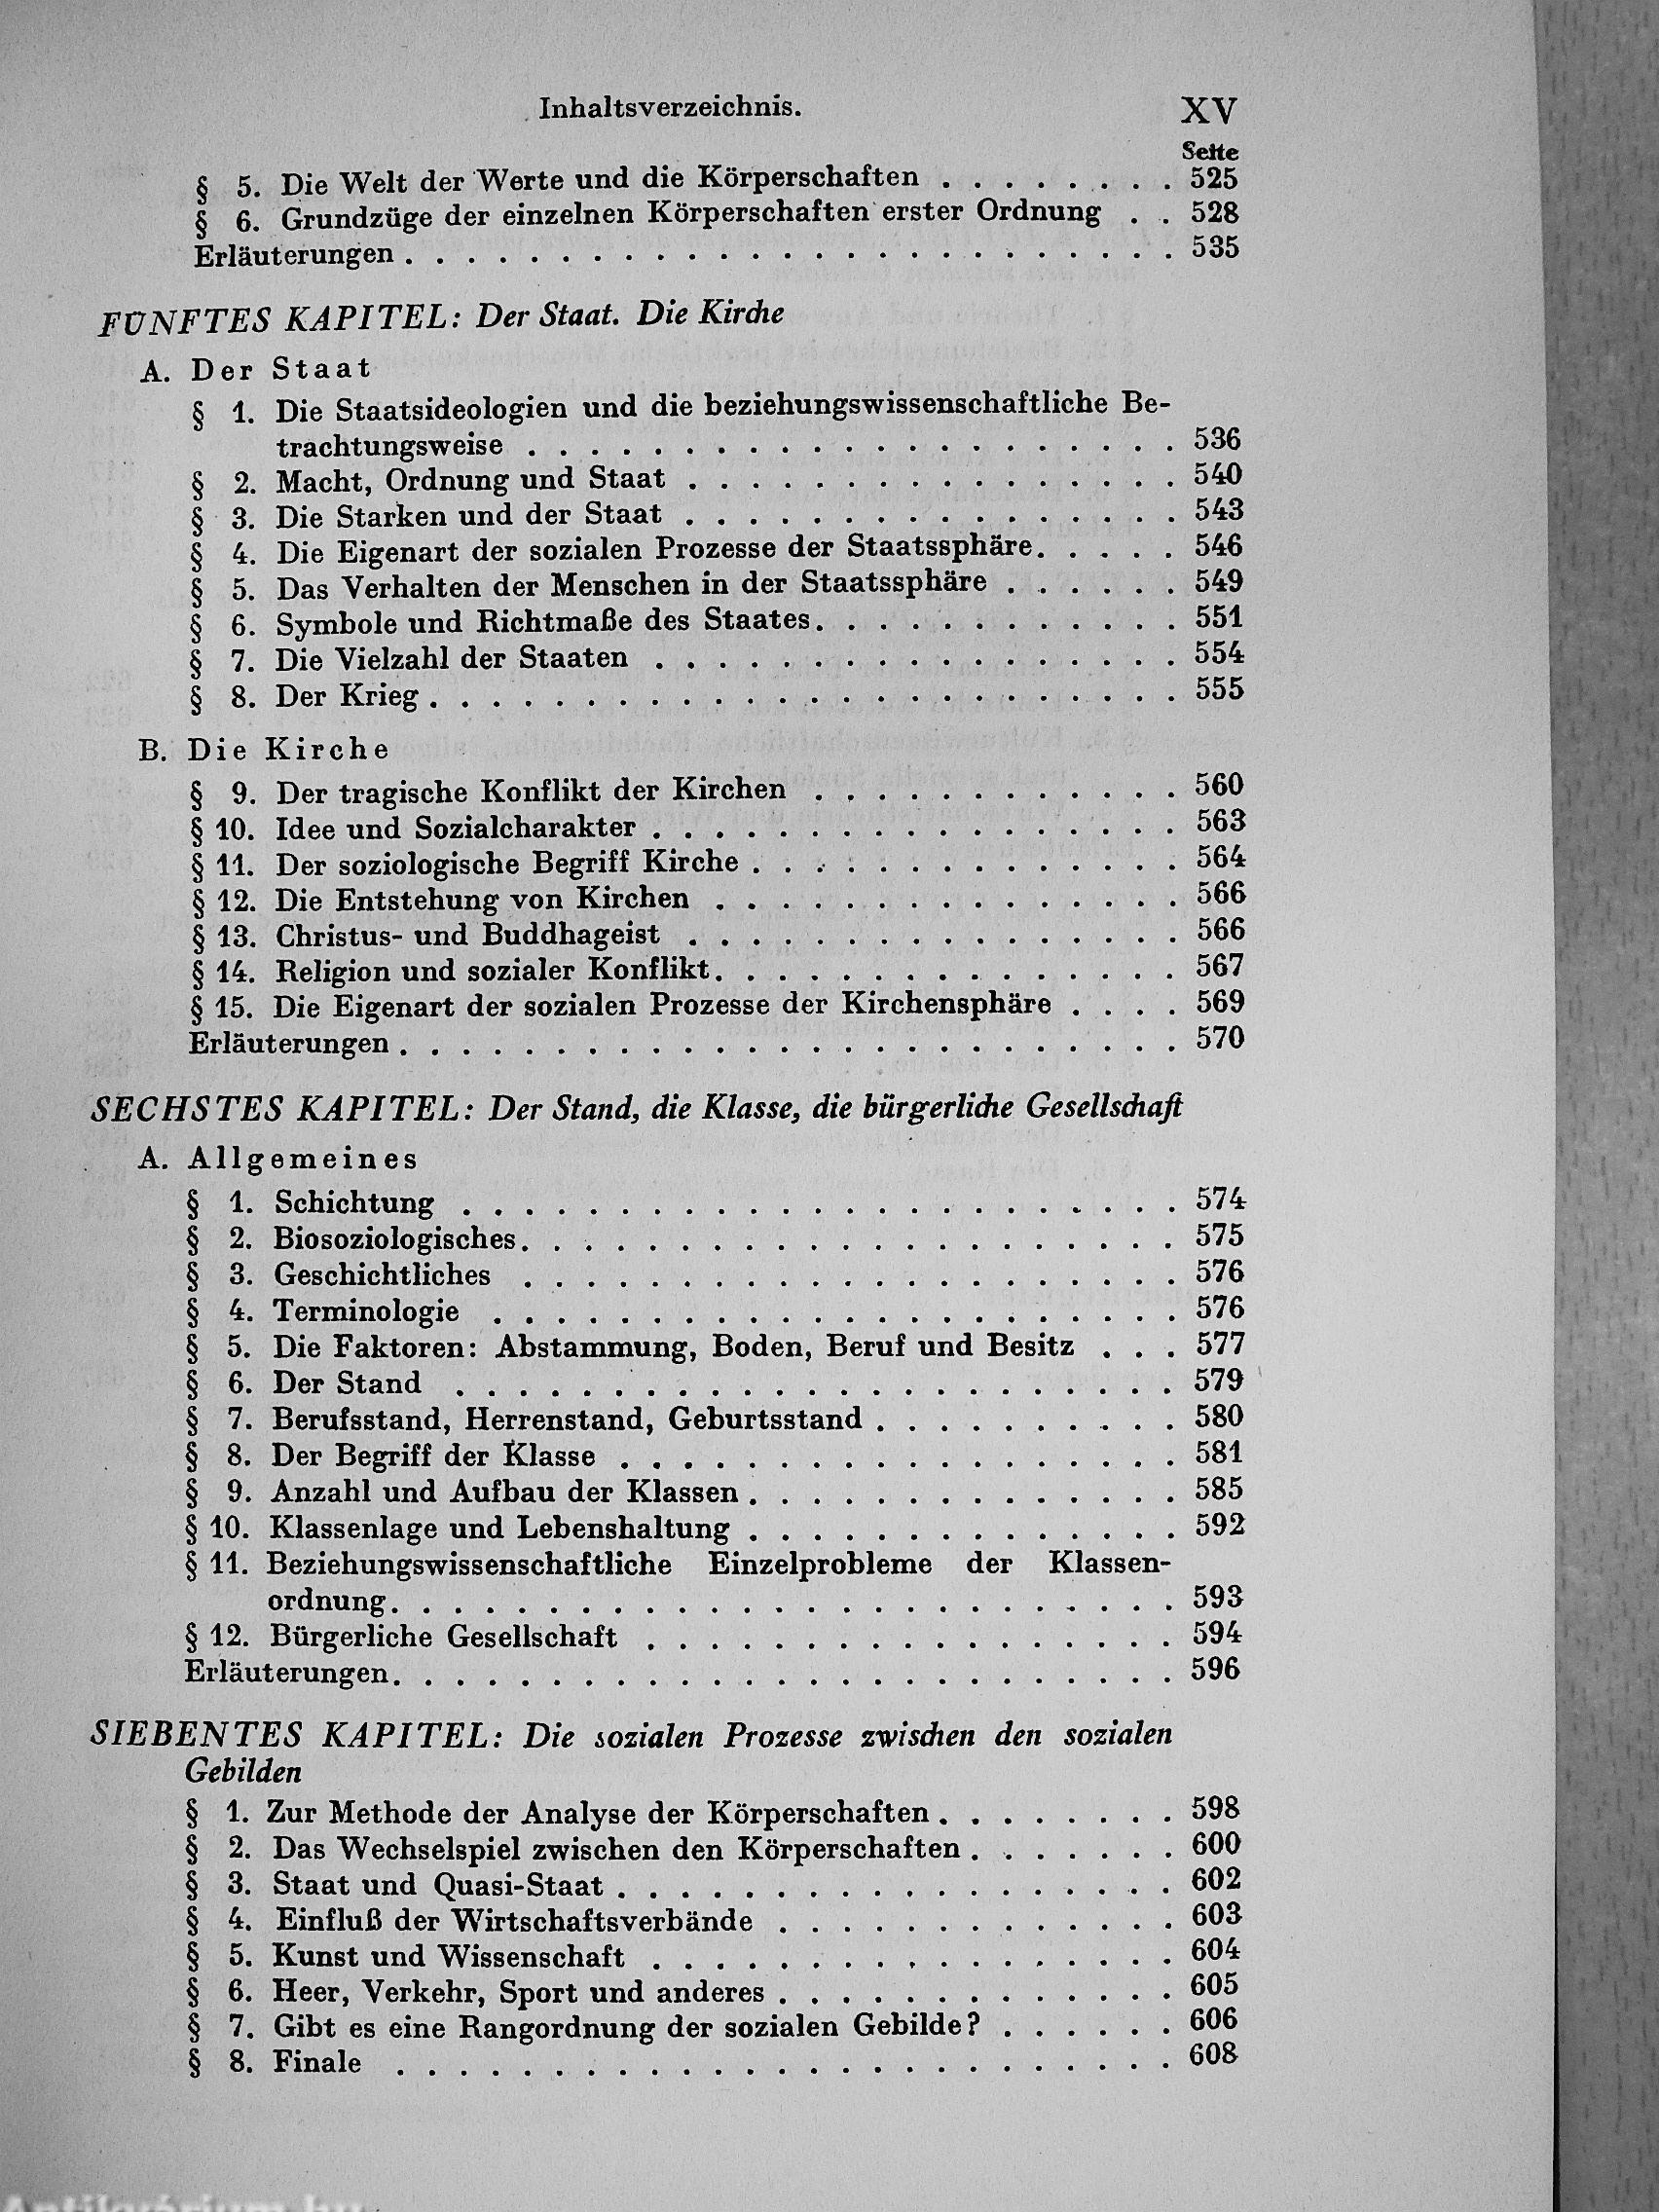 Inhaltsverzeichnis. XV
Seite
§ 5. Die Welt der Werte und die Körperschaften . . . . . . . . 525
§ 6. Grundzüge der einzelnen Körperschaften erster Ordnung . . 528
Erläuterungen . . . . . . . . . . . . . . . . . . . . . . . . . 535
FÜNFTES KAPITEL: Der Staat. Die Kirche
A. Der Staat
§ 1. Die Staatsideologien und die beziehungswissenschaftliche Be-
trachtungsweise . . . . . . . . . . . . . . . . . . . . . 536
§ 2. Macht, Ordnung und Staat . . . . . . . . . . . . . . . . 540
§ 3. Die Starken und der Staat . . . . . . . . . . . . . . . . 543
§ 4. Die Eigenart der sozialen Prozesse der Staatssphäre . . . . . 546
§ 5. Das Verhalten der Menschen in der Staatssphäre . . . . . . 549
§ 6. Symbole und Richtmaße des Staates . . . . . . . . . . . . 551
§ 7. Die Vielzahl der Staaten . . . . . . . . . . . . . . . . . 554
§ 8. Der Krieg . . . . . . . . . . . . . . . . . . . . . . . . 555
B. Die Kirche
§ 9. Der tragische Konflikt der Kirchen . . . . . . . . . . . . 560
§ 10. Idee und Sozialcharakter . . . . . . . . . . . . . . . . . 563
§ 11. Der soziologische Begriff Kirche . . . . . . . . . . . . . . 564
§ 12. Die Entstehung von Kirchen . . . . . . . . . . . . . . . 566
§ 13. Christus- und Buddhageist . . . . . . . . . . . . . . . . 566
§ 14. Religion und sozialer Konflikt . . . . . . . . . . . . . . . 567
§ 15. Die Eigenart der sozialen Prozesse der Kirchensphäre . . . . 569
Erläuterungen . . . . . . . . . . . . . . . . . . . . . . . . . 570
SECHSTES KAPITEL: Der Stand, die Klasse, die bürgerliche Gesellschaft
A. Allgemeines
§ 1. Schichtung . . . . . . . . . . . . . . . . . . . . . . . 574
§ 2. Biosoziologisches . . . . . . . . . . . . . . . . . . . . . 575
§ 3. Geschichtliches . . . . . . . . . . . . . . . . . . . . . 576
§ 4. Terminologie . . . . . . . . . . . . . . . . . . . . . . 576
§ 5. Die Faktoren: Abstammung, Boden, Beruf und Besitz . . . 577
§ 6. Der Stand . . . . . . . . . . . . . . . . . . . . . . . 579
§ 7. Berufsstand, Herrenstand, Geburtsstand . . . . . . . . . . 580
§ 8. Der Begriff der Klasse . . . . . . . . . . . . . . . . . . 581
§ 9. Anzahl und Aufbau der Klassen . . . . . . . . . . . . . . 585
§ 10. Klassenlage und Lebenshaltung . . . . . . . . . . . . . . 592
§ 11. Beziehungswissenschaftliche Einzelprobleme der Klassen-
ordnung . . . . . . . . . . . . . . . . . . . . . . . . . 593
§ 12. Bürgerliche Gesellschaft . . . . . . . . . . . . . . . . . 594
Erläuterungen . . . . . . . . . . . . . . . . . . . . . . . . . 596
SIEBENTES KAPITEL: Die sozialen Prozesse zwischen den sozialen
Gebilden
§ 1. Zur Methode der Analyse der Körperschaften . . . . . . . . 598
§ 2. Das Wechselspiel zwischen den Körperschaften . . . . . . . 600
§ 3. Staat und Quasi-Staat . . . . . . . . . . . . . . . . . . 602
§ 4. Einfluß der Wirtschaftsverbände . . . . . . . . . . . . . 603
§ 5. Kunst und Wissenschaft . . . . . . . . . . . . . . . . . 604
§ 6. Heer, Verkehr, Sport und anderes . . . . . . . . . . . . . 605
§ 7. Gibt es eine Rangordnung der sozialen Gebilde? . . . . . . 606
§ 8. Finale . . . . . . . . . . . . . . . . . . . . . . . . . 608